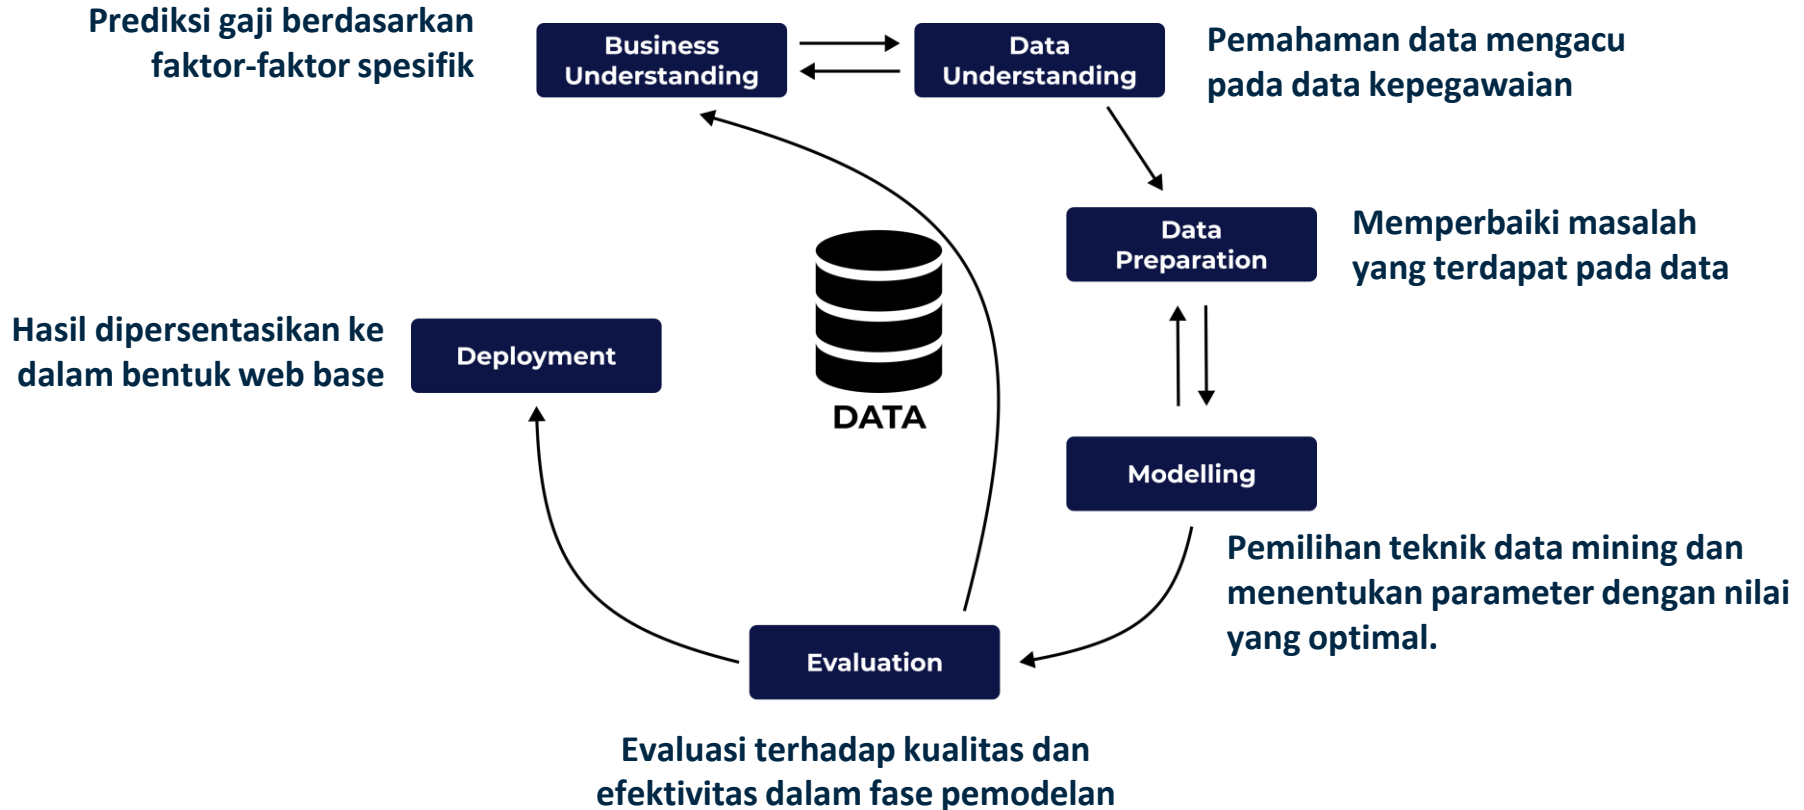 Prediksi gaji berdasarkan
faktor-faktor spesifik
Business
Understanding
Data
Understanding
Pemahaman data mengacu
pada data kepegawaian
Data
Preparation
Memperbaiki masalah
yang terdapat pada data
Hasil dipersentasikan ke
dalam bentuk web base
Deployment
DATA
Modelling
Pemilihan teknik data mining dan
menentukan parameter dengan nilai
yang optimal.
Evaluation
Evaluasi terhadap kualitas dan
efektivitas dalam fase pemodelan